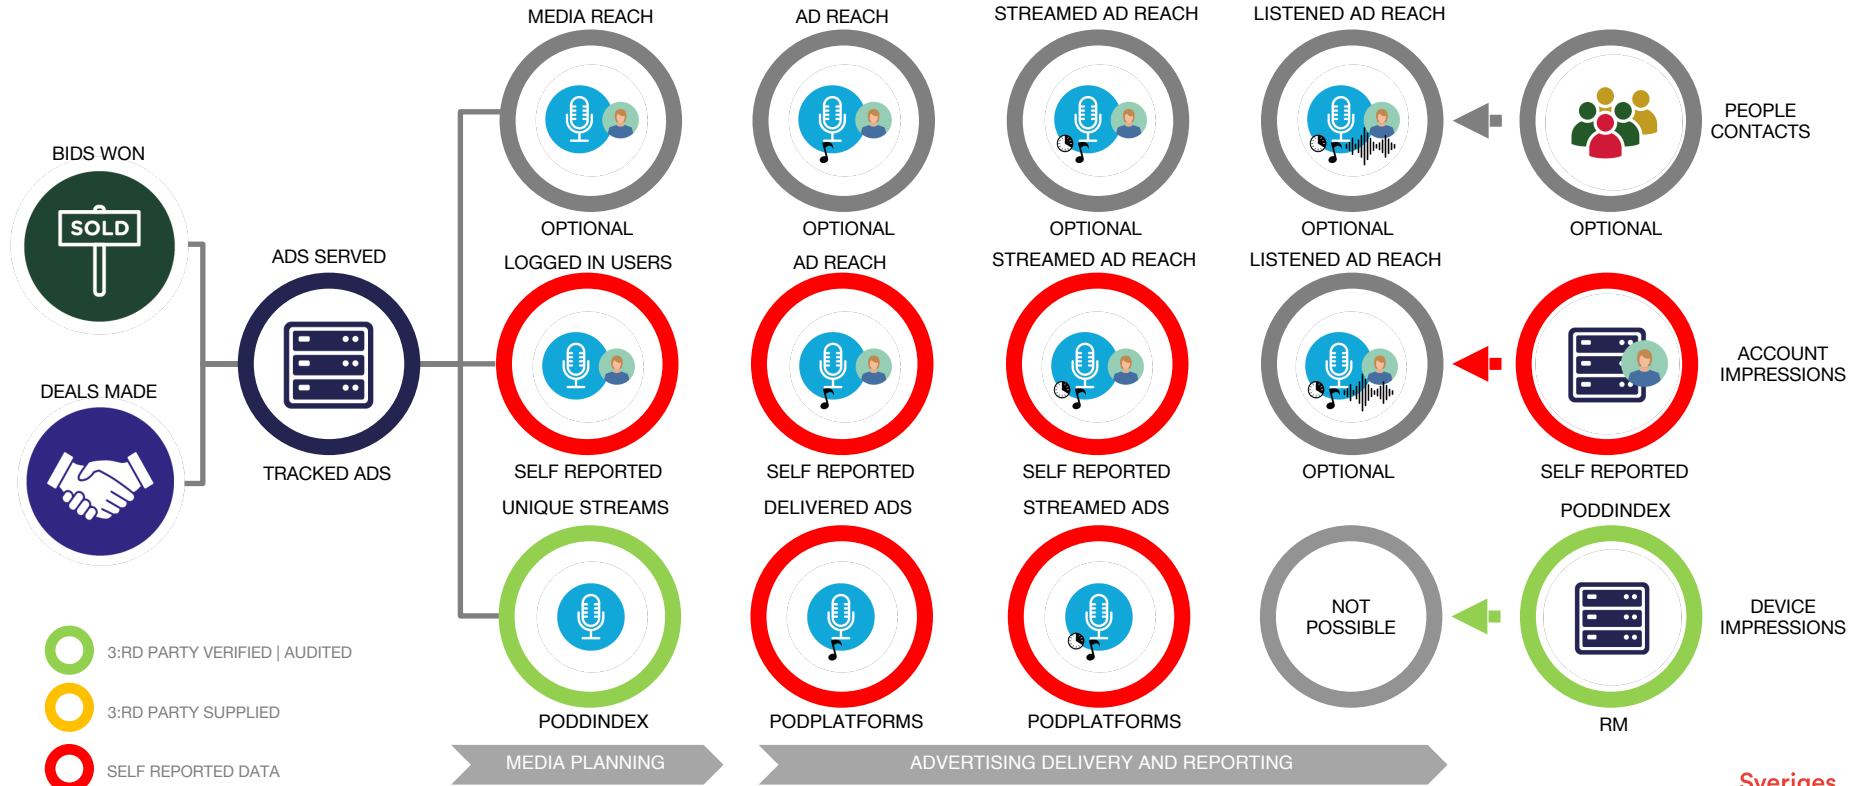 MEDIA REACH
AD REACH
STREAMED AD REACH
LISTENED AD REACH
PEOPLE
CONTACTS
OPTIONAL
OPTIONAL
OPTIONAL
OPTIONAL
OPTIONAL
BIDS WON
SOLD
DEALS MADE
ADS SERVED
TRACKED ADS
LOGGED IN USERS
AD REACH
STREAMED AD REACH
LISTENED AD REACH
ACCOUNT
IMPRESSIONS
SELF REPORTED
SELF REPORTED
SELF REPORTED
OPTIONAL
SELF REPORTED
UNIQUE STREAMS
DELIVERED ADS
STREAMED ADS
PODDINDEX
NOT
POSSIBLE
DEVICE
IMPRESSIONS
PODDINDEX
PODPLATFORMS
PODPLATFORMS
RM
3:RD PARTY VERIFIED | AUDITED
3:RD PARTY SUPPLIED
SELF REPORTED DATA
MEDIA PLANNING
ADVERTISING DELIVERY AND REPORTING
Sveriges